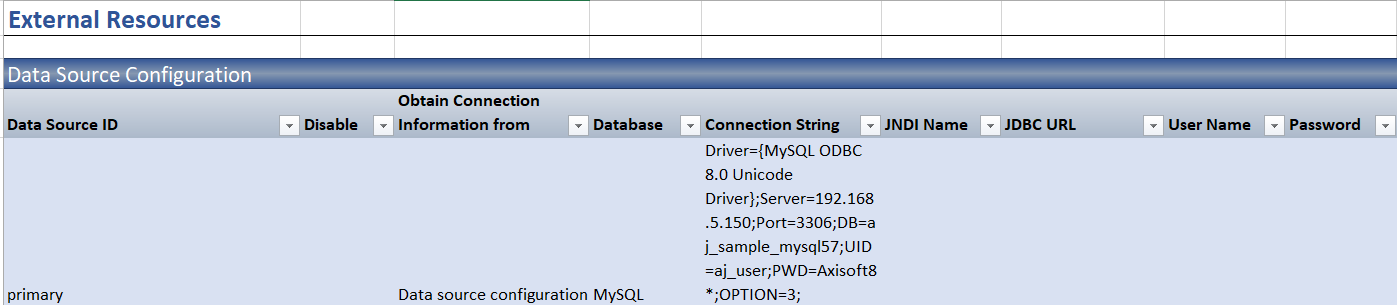 External Resources
Data Source Configuration
Obtain Connection
Data Source ID Disable Information from Database Connection String JNDI Name JDBC URL User Name Password
Driver={MySQL ODBC
8.0 Unicode
Driver};Server=192.168
.5.150;Port=3306;DB=a
j_sample_mysql57;UID
=aj_user;PWD=Axisoft8
primary Data source configuration MySQL *;OPTION=3;